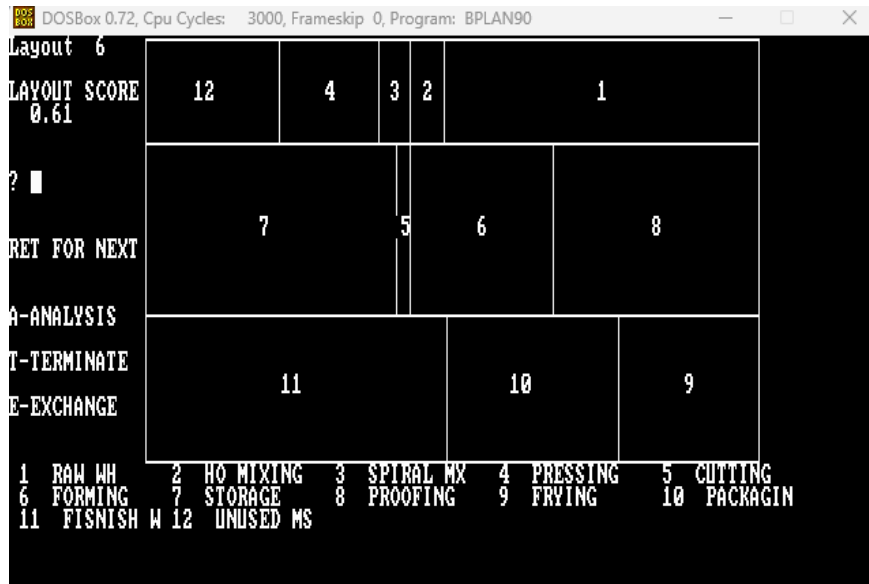 DOSBox 0.72, Cpu Cycles: 3000, Frameskip 0, Program: BPLAN90
Layout 6
LAYOUT SCORE
0.61
12 4 3 2 1
?
7 5 6 8
RET FOR NEXT
A-ANALYSIS
T-TERMINATE
11 10 9
E-EXCHANGE
1 RAW WH 2 HO MIXING 3 SPIRAL MX 4 PRESSING 5 CUTTING
6 FORMING 7 STORAGE 8 PROOFING 9 FRYING 10 PACKAGIN
11 FISNISH W 12 UNUSED MS